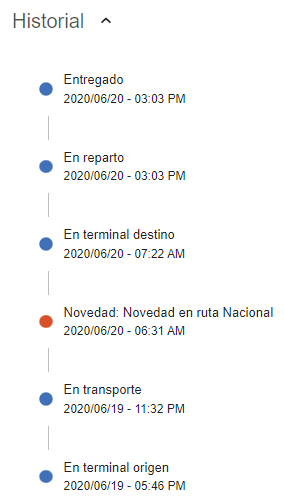 Historial
Entregado
2020/06/20 - 03:03 PM
En reparto
2020/06/20 - 03:03 PM
En terminal destino
2020/06/20 - 07:22 AM
Novedad: Novedad en ruta Nacional
2020/06/20 - 06:31 AM
En transporte
2020/06/19 - 11:32 PM
En terminal origen
2020/06/19 - 05:46 PM